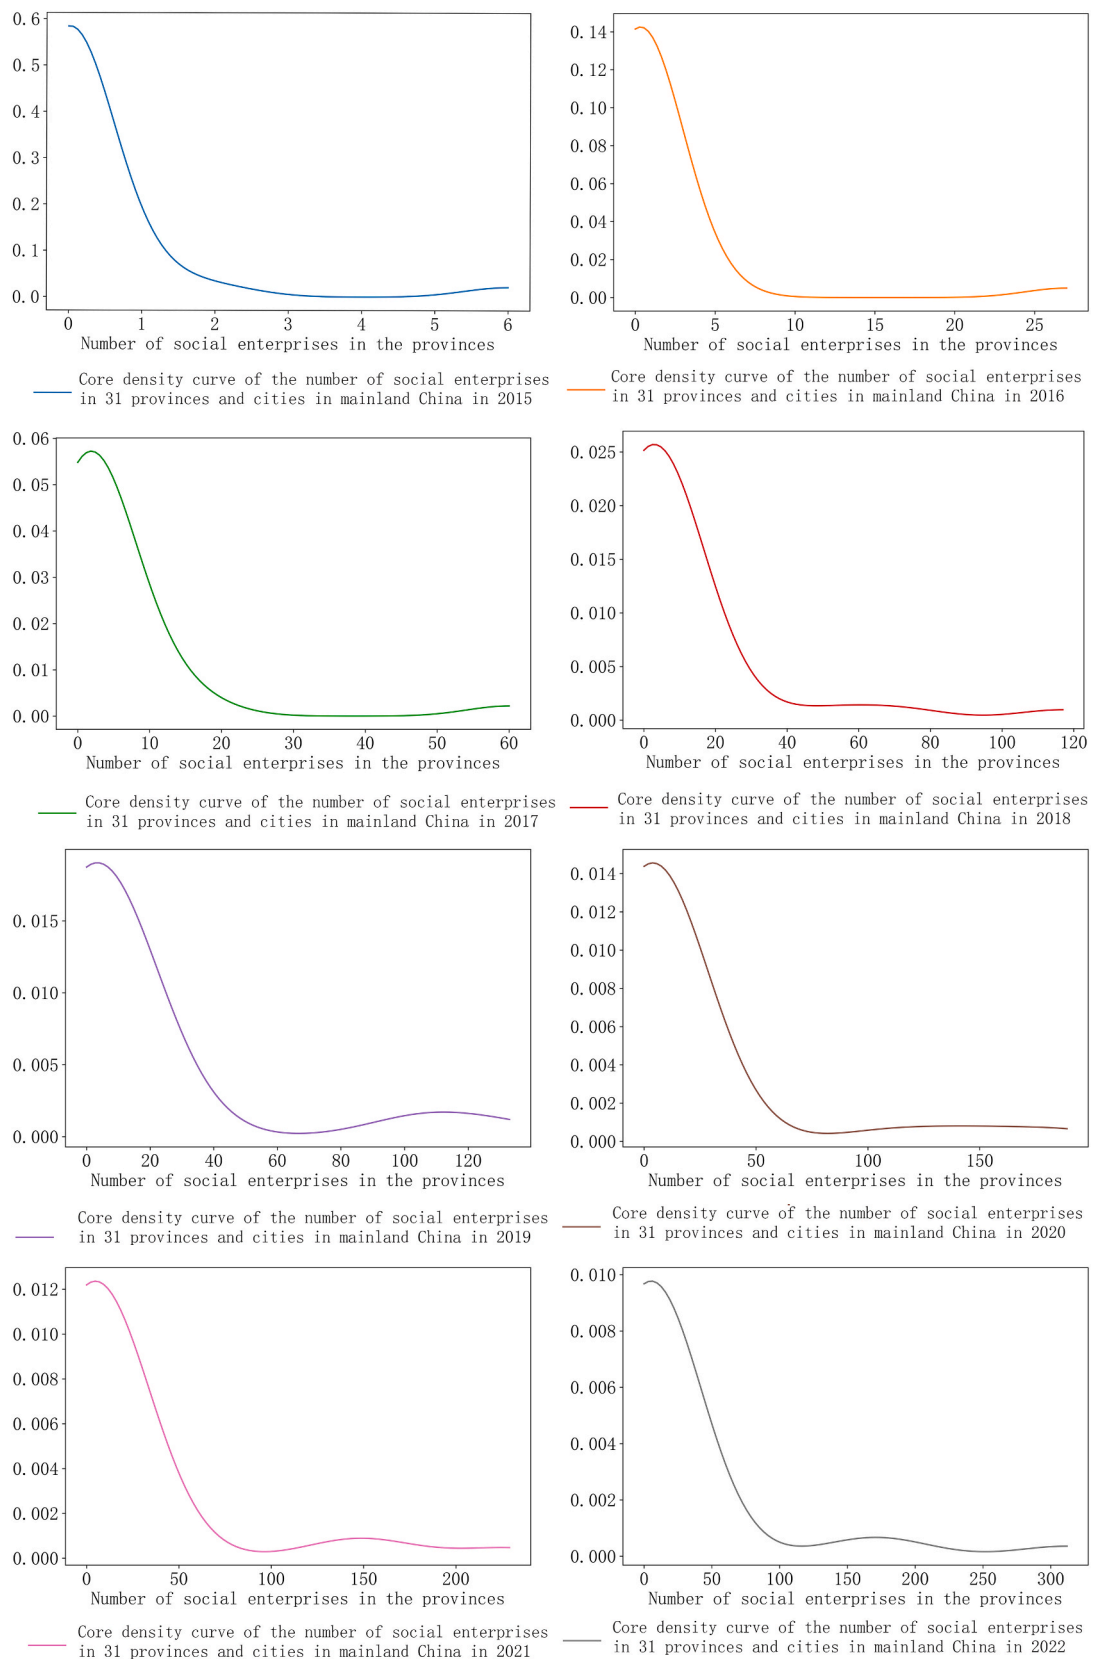 0.6
0.5
0.4
0.3
0.2
0.1
0.0
0 1 2 3 4 5 6
Number of social enterprises in the provinces
Core density curve of the number of social enterprises
in 31 provinces and cities in mainland China in 2015
0.14
0.12
0.10
0.08
0.06
0.04
0.02
0.00
0 5 10 15 20 25
Number of social enterprises in the provinces
Core density curve of the number of social enterprises
in 31 provinces and cities in mainland China in 2016
0.06
0.05
0.04
0.03
0.02
0.01
0.00
0 10 20 30 40 50 60
Number of social enterprises in the provinces
Core density curve of the number of social enterprises
in 31 provinces and cities in mainland China in 2017
0.025
0.020
0.015
0.010
0.005
0.000
0 20 40 60 80 100 120
Number of social enterprises in the provinces
Core density curve of the number of social enterprises
in 31 provinces and cities in mainland China in 2018
0.015
0.010
0.005
0.000
0 20 40 60 80 100 120
Number of social enterprises in the provinces
Core density curve of the number of social enterprises
in 31 provinces and cities in mainland China in 2019
0.014
0.012
0.010
0.008
0.006
0.004
0.002
0.000
0 50 100 150
Number of social enterprises in the provinces
Core density curve of the number of social enterprises
in 31 provinces and cities in mainland China in 2020
0.012
0.010
0.008
0.006
0.004
0.002
0.000
0 50 100 150 200
Number of social enterprises in the provinces
Core density curve of the number of social enterprises
in 31 provinces and cities in mainland China in 2021
0.010
0.008
0.006
0.004
0.002
0.000
0 50 100 150 200 250 300
Number of social enterprises in the provinces
Core density curve of the number of social enterprises
in 31 provinces and cities in mainland China in 2022